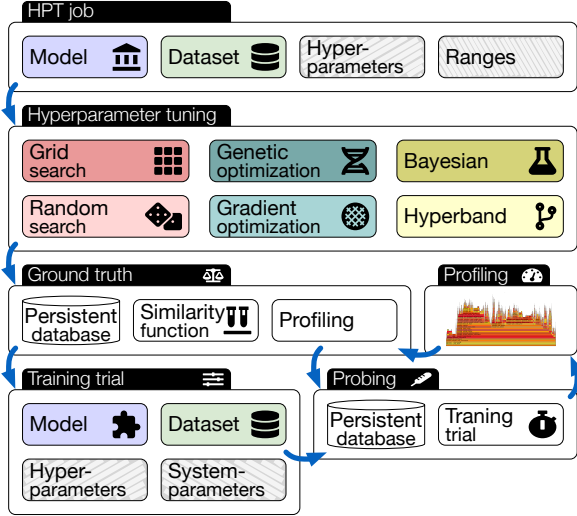 HPT job
Model
Dataset
Hyper-
parameters
Ranges
Hyperparameter tuning
Grid
search
Genetic
optimization
Bayesian
Random
search
Gradient
optimization
Hyperband
Ground truth
Profiling
Persistent
database
Similarity
function
Profiling
Training trial
Probing
Model
Dataset
Persistent
database
Traning
trial
Hyper-
parameters
System-
parameters